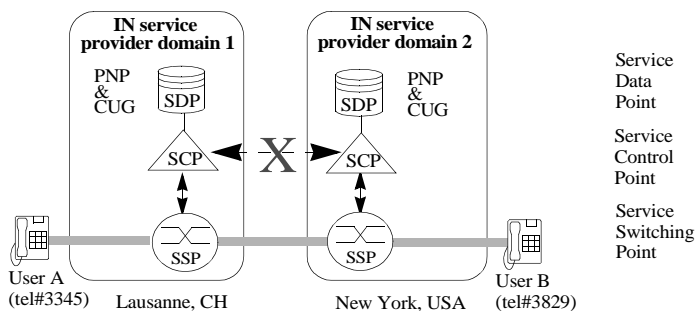 IN service
provider domain 1
PNP
&
CUG
SDP
SCP
SSP
IN service
provider domain 2
SDP
PNP
&
CUG
SCP
SSP
X
User A
(tel#3345)
Lausanne, CH
New York, USA
User B
(tel#3829)
Service
Data
Point
Service
Control
Point
Service
Switching
Point